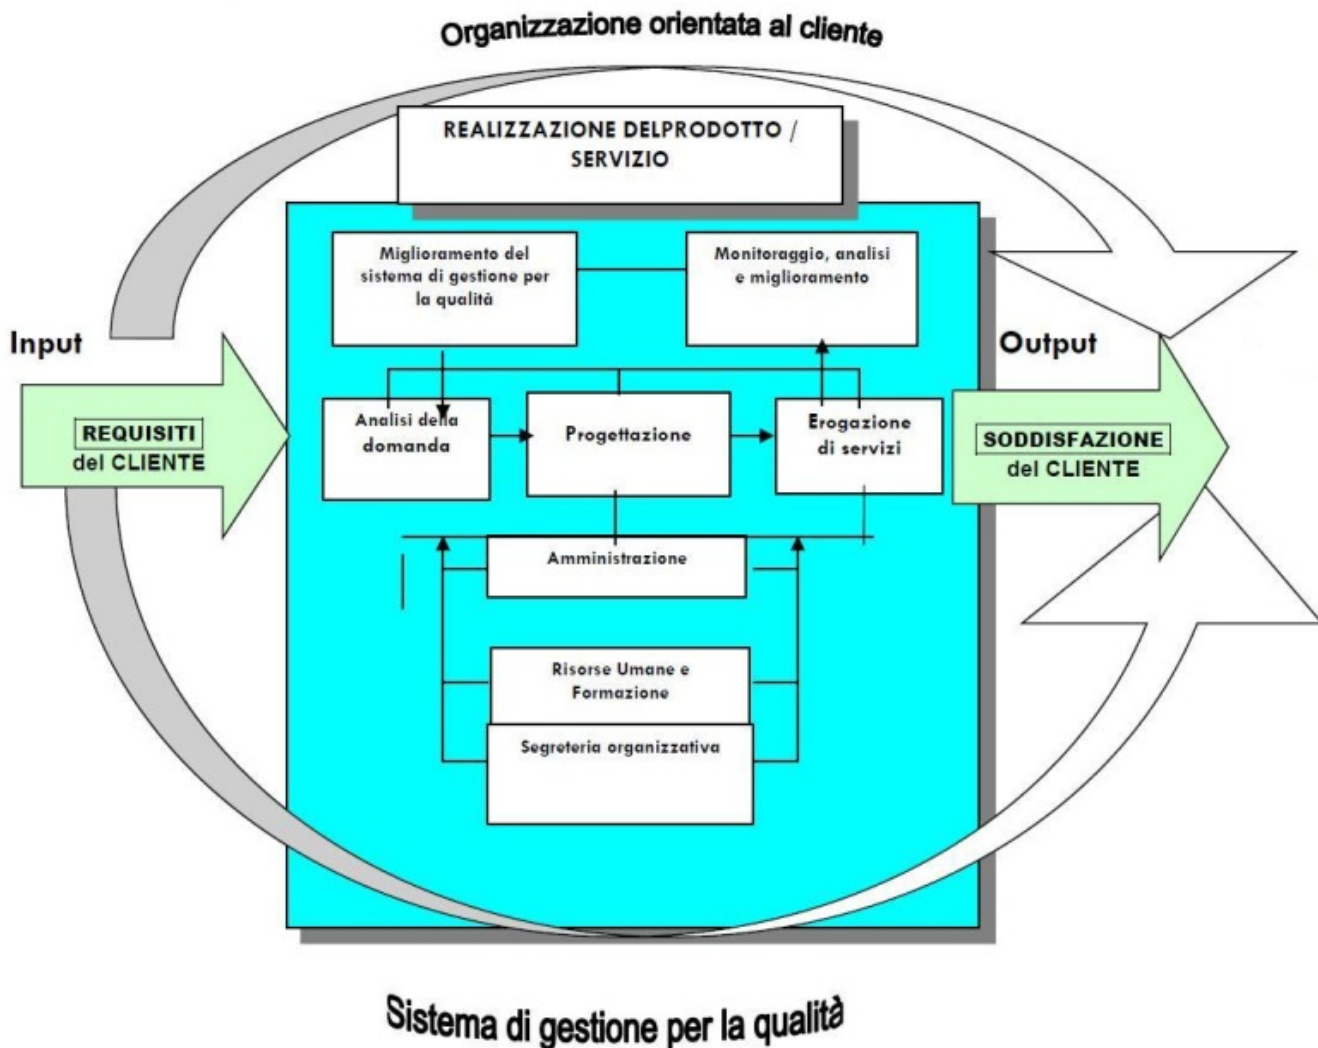 Organizzazione orientata al cliente
REALIZZAZIONE DELPRODOTTO /
SERVIZIO
Miglioramento del
sistema di gestione per
la qualità
Monitoraggio, analisi
e miglioramento
Input
Output
REQUISITI
del CLIENTE
Analisi della
domanda
Progettazione
Erogazione
di servizi
SODDISFAZIONE
del CLIENTE
Amministrazione
Risorse Umane e
Formazione
Segreteria organizzativa
Sistema di gestione per la qualità